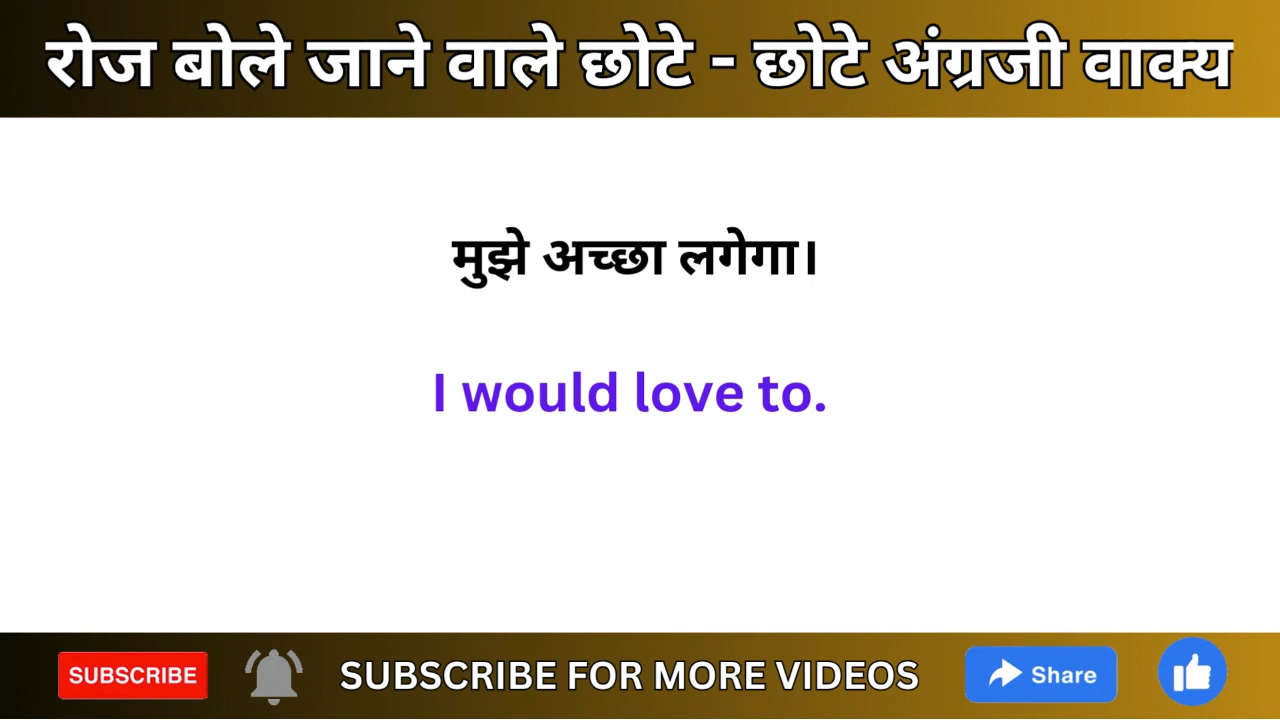 रोज बोले जाने वाले छोटे - छोटे अंग्रजी वाक्य
मुझे अच्छा लगेगा।
I would love to.
SUBSCRIBE
SUBSCRIBE FOR MORE VIDEOS
Share